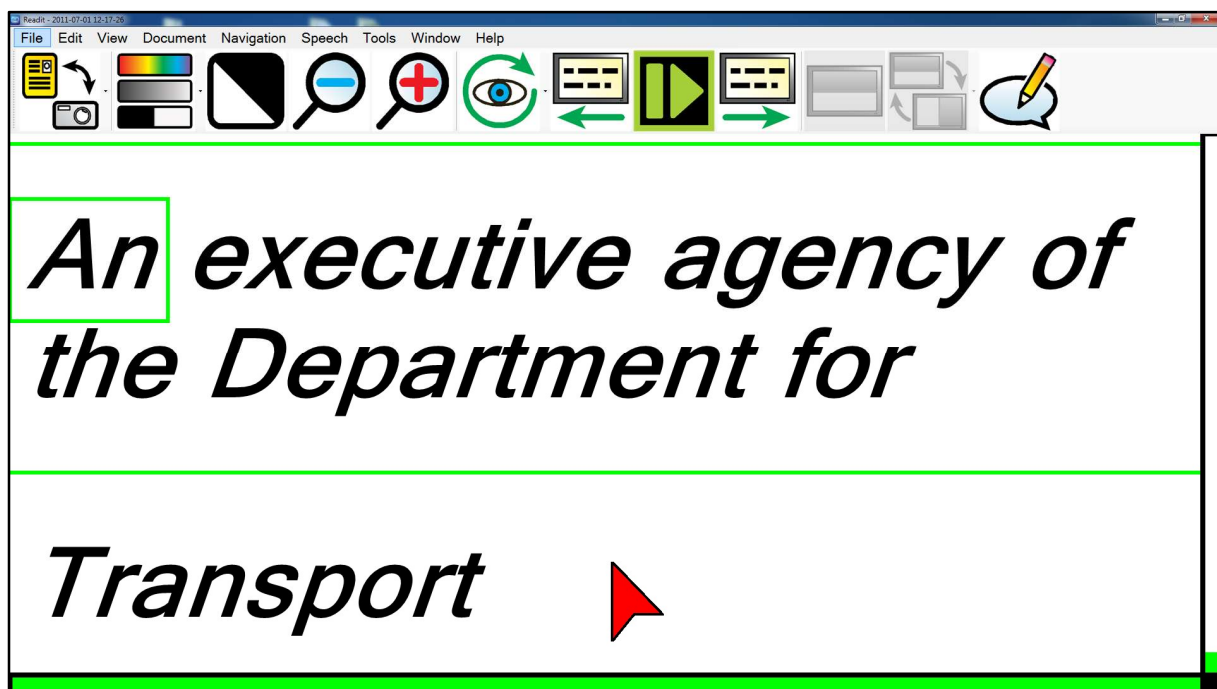 Readit - 2011-07-01 12-17-26
File Edit View Document Navigation Speech Tools Window Help
An executive agency of
the Department for
Transport